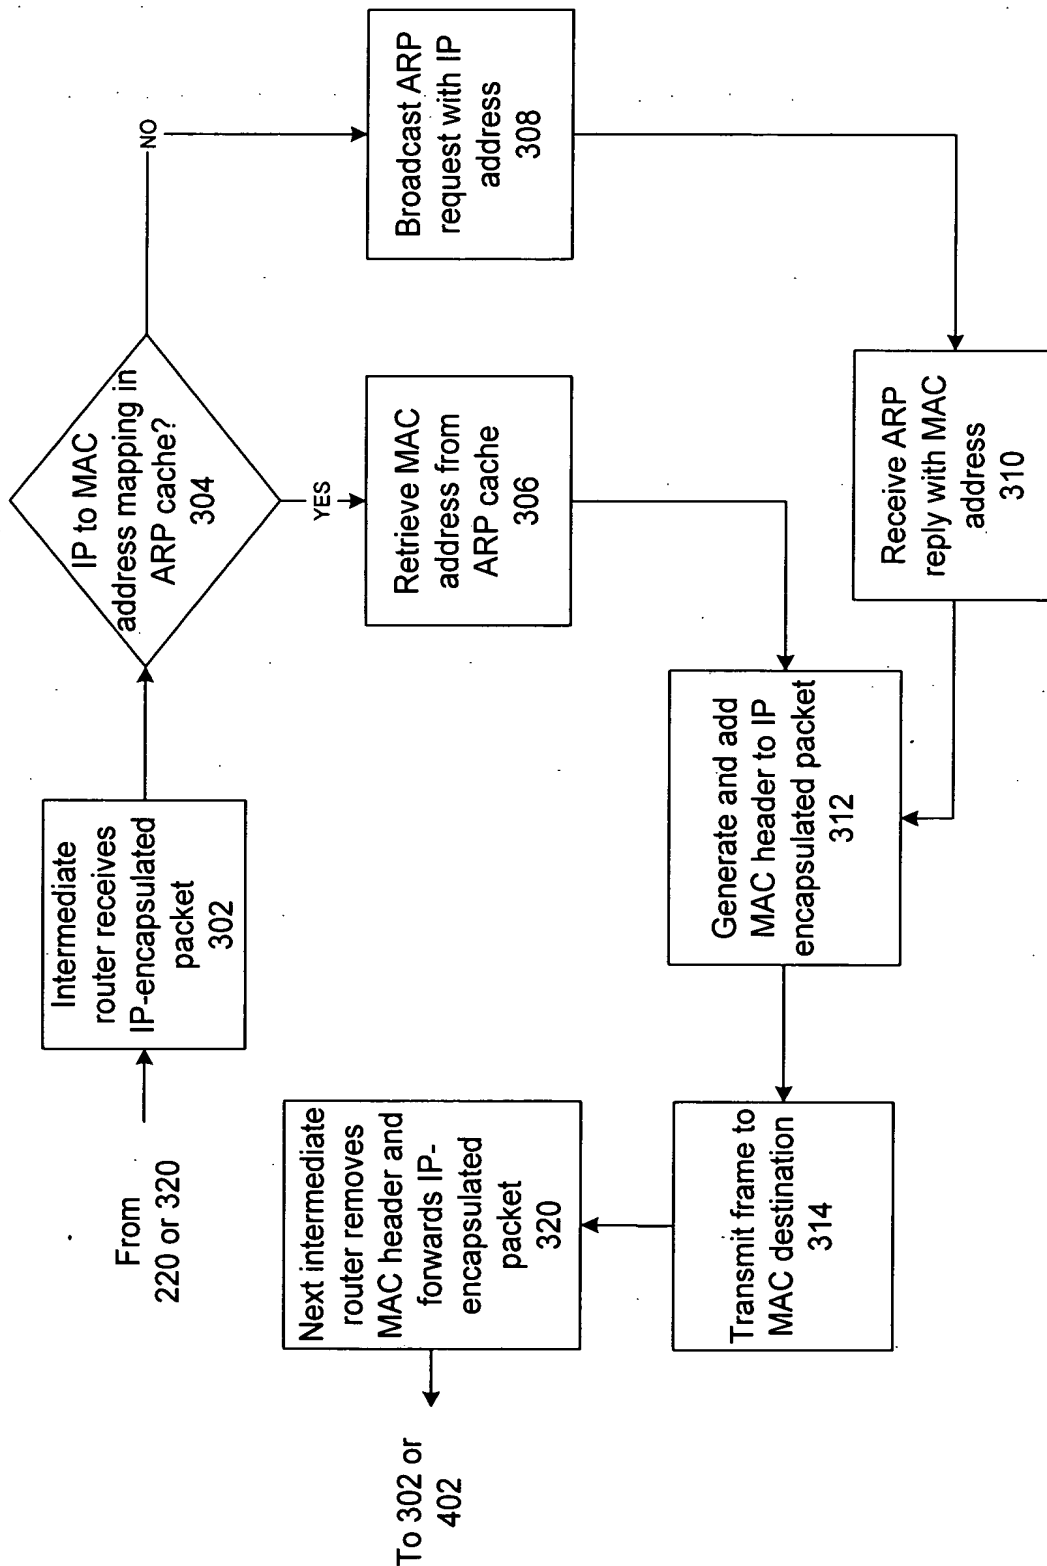 From
220 or 320
Intermediate
router receives
IP-encapsulated
packet
302
IP to MAC
address mapping in
ARP cache?
304
NO
YES
Broadcast ARP
request with IP
address
308
Retrieve MAC
address from
ARP cache
306
Receive ARP
reply with MAC
address
310
Generate and add
MAC header to IP
encapsulated packet
312
Transmit frame to
MAC destination
314
Next intermediate
router removes
MAC header and
forwards IP-
encapsulated
packet
320
To 302 or
402